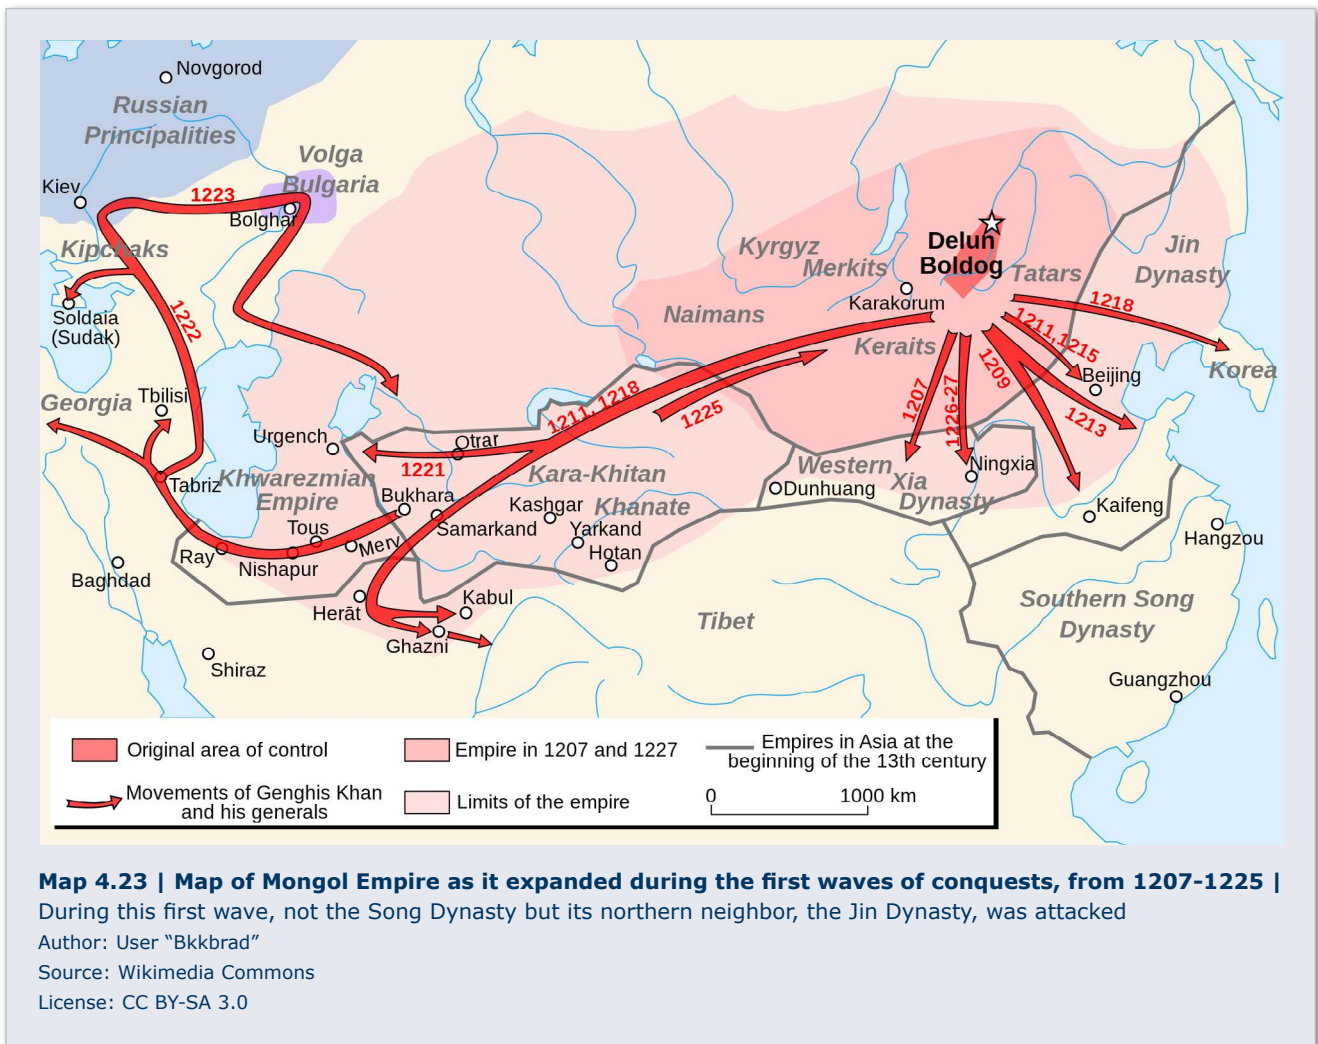 Novgorod
Russian
Principalities
Volga
Bulgaria
Kiev
1223
Bolghar
Kipchaks
Soldaia
(Sudak)
1222
Georgia
Tbilisi
Tabriz
Urgench
Khwarezmian
Empire
1221
Otrar
Bukhara
Samarkand
Tous
Merv
Ray
Nishapur
Baghdad
Shiraz
Herāt
Kabul
Ghazni
Kyrgyz
Merkits
Naimans
Keraits
Karakorum
Delun
Boldog
Tatars
Jin
Dynasty
1218
1211,1215
1209
1207
1226-27
1213
Beijing
Korea
1211, 1218
1225
Kara-Khitan
Khanate
Kashgar
Yarkand
Hotan
Western
Xia
Dynasty
Dunhuang
Ningxia
Kaifeng
Hangzou
Tibet
Southern Song
Dynasty
Guangzhou
Original area of control
Movements of Genghis Khan
and his generals
Empire in 1207 and 1227
Limits of the empire
Empires in Asia at the
beginning of the 13th century
0 1000 km
Map 4.23 | Map of Mongol Empire as it expanded during the first waves of conquests, from 1207-1225 |
During this first wave, not the Song Dynasty but its northern neighbor, the Jin Dynasty, was attacked
Author: User “Bkkbrad”
Source: Wikimedia Commons
License: CC BY-SA 3.0